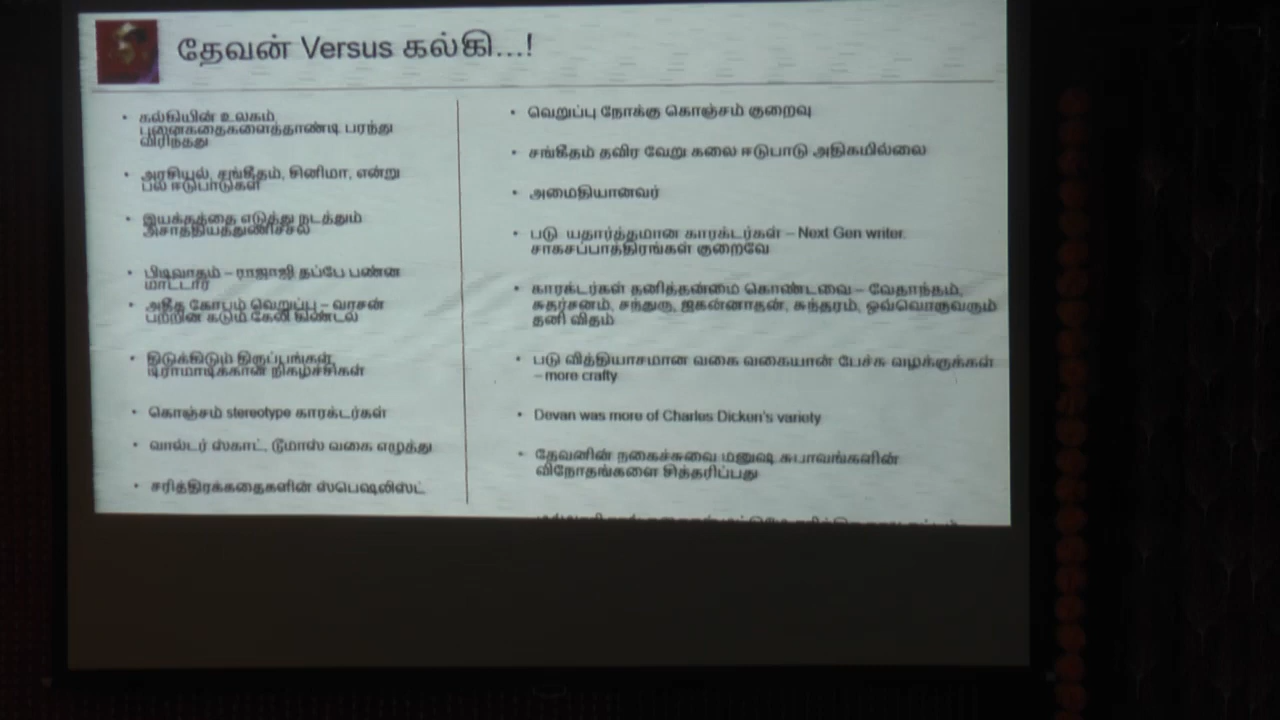 தேவன் Versus கல்கி...!
• கல்கியின் உலகம்
புனைகதைகளைத்தாண்டி பரந்து
விரிந்தது
• அரசியல், சங்கீதம், சினிமா, என்று
பல ஈடுபாடுகள்
• இயக்கத்தை எடுத்து நடத்தும்
அசாத்தியத்துணிச்சல்
• பிடிவாதம் – ராஜாஜி தப்பே பண்ண
மாட்டார்
• அதீத கோபம் வெறுப்பு – வாசன்
பற்றின கடும் கேலி கிண்டல்
• திடுக்கிடும் திருப்பங்கள்,
டிராமாடிக்கான நிகழ்ச்சிகள்
• கொஞ்சம் stereotype காரக்டர்கள்
• வால்டர் ஸ்காட், டூமாஸ் வகை எழுத்து
• சரித்திரக்கதைகளின் ஸ்பெஷலிஸ்ட்
• வெறுப்பு நோக்கு கொஞ்சம் குறைவு
• சங்கீதம் தவிர வேறு கலை ஈடுபாடு அதிகமில்லை
• அமைதியானவர்
• படு யதார்த்தமான காரக்டர்கள் – Next Gen writer.
சாகசப்பாத்திரங்கள் குறைவே
• காரக்டர்கள் தனித்தன்மை கொண்டவை – வேதாந்தம்,
சுதர்சனம், சந்துரு, ஜகன்னாதன், சுந்தரம், ஒவ்வொருவரும்
தனி விதம்
• படு வித்தியாசமான வகை வகையான் பேச்சு வழக்குக்கள்
– more crafty
• Devan was more of Charles Dicken's variety
• தேவனின் நகைச்சுவை மனுஷ சுபாவங்களின்
வினோதங்களை சித்தரிப்பது